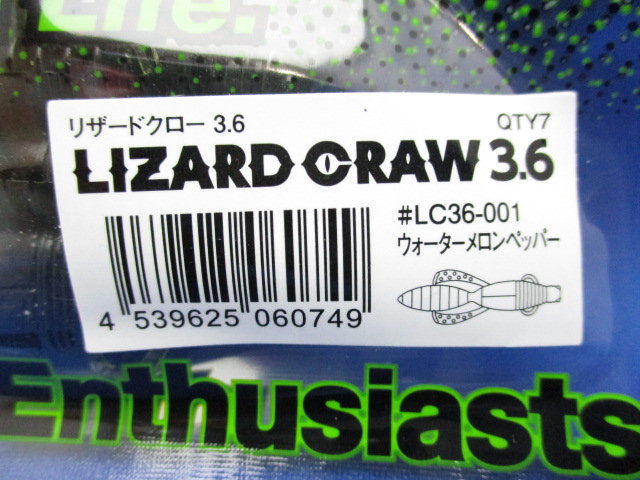 Life.
リザードクロー 3.6
QTY7
LIZARD CRAW 3.6
#LC36-001
ウォーターメロンペッパー
4 539625 060749
Enthusiasts